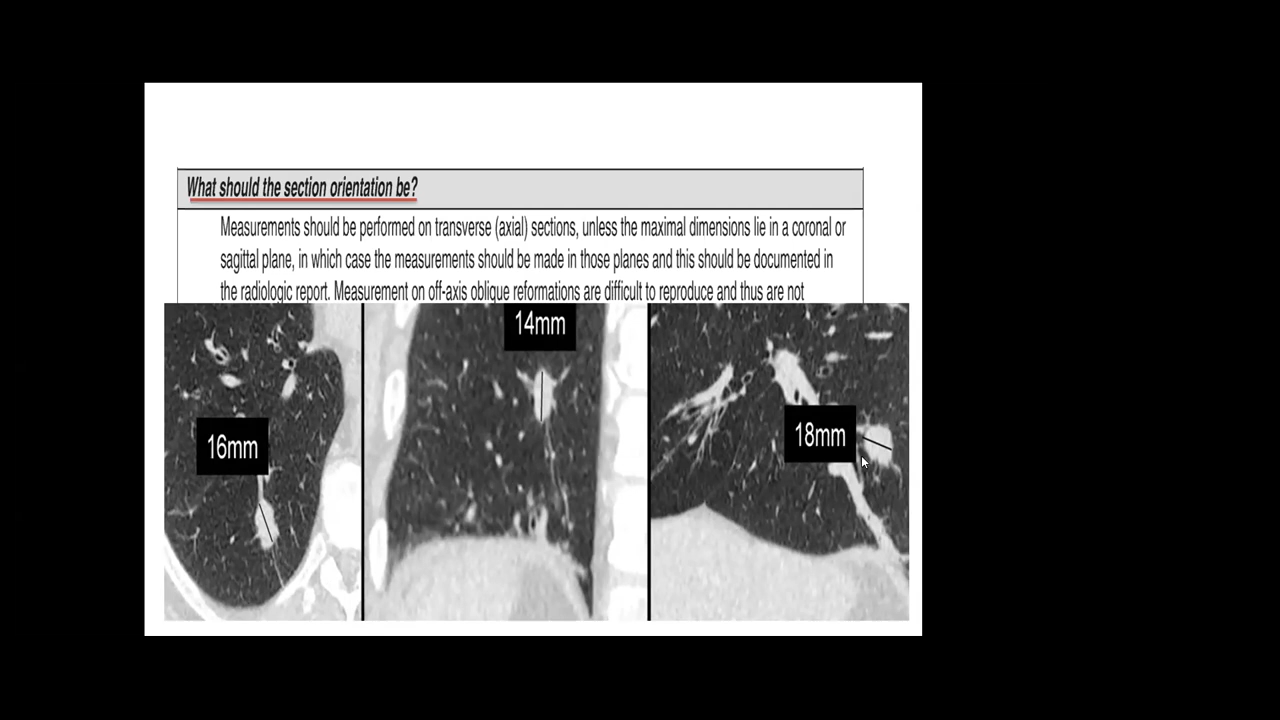 What should the section orientation be?
Measurements should be performed on transverse (axial) sections, unless the maximal dimensions lie in a coronal or
sagittal plane, in which case the measurements should be made in those planes and this should be documented in
the radiologic report. Measurement on off-axis oblique reformations are difficult to reproduce and thus are not
14mm
16mm
18mm